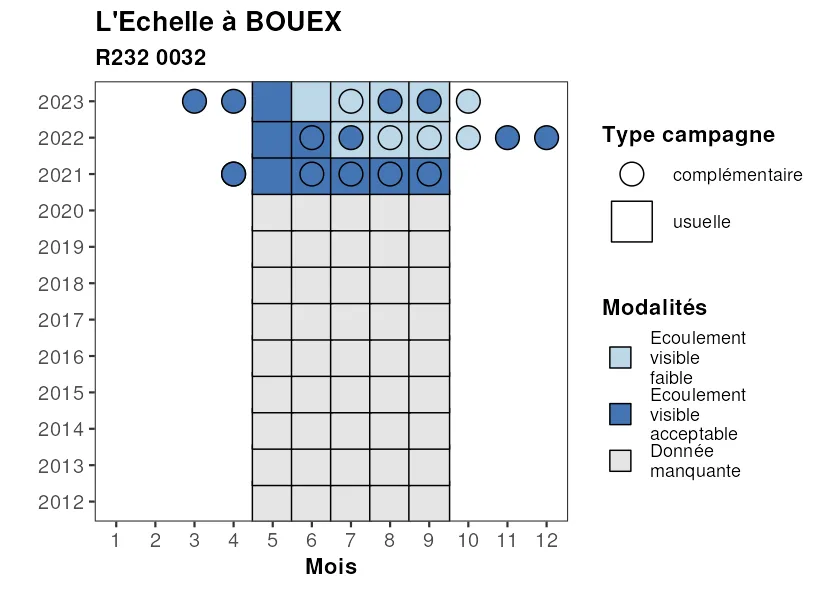 L'Echelle à BOUEX
R232 0032
2023
2022
2021
2020
2019
2018
2017
2016
2015
2014
2013
2012
1 2 3 4 5 6 7 8 9 10 11 12
Mois
Type campagne
complémentaire
usuelle
Modalités
Ecoulement
visible
faible
Ecoulement
visible
acceptable
Donnée
manquante